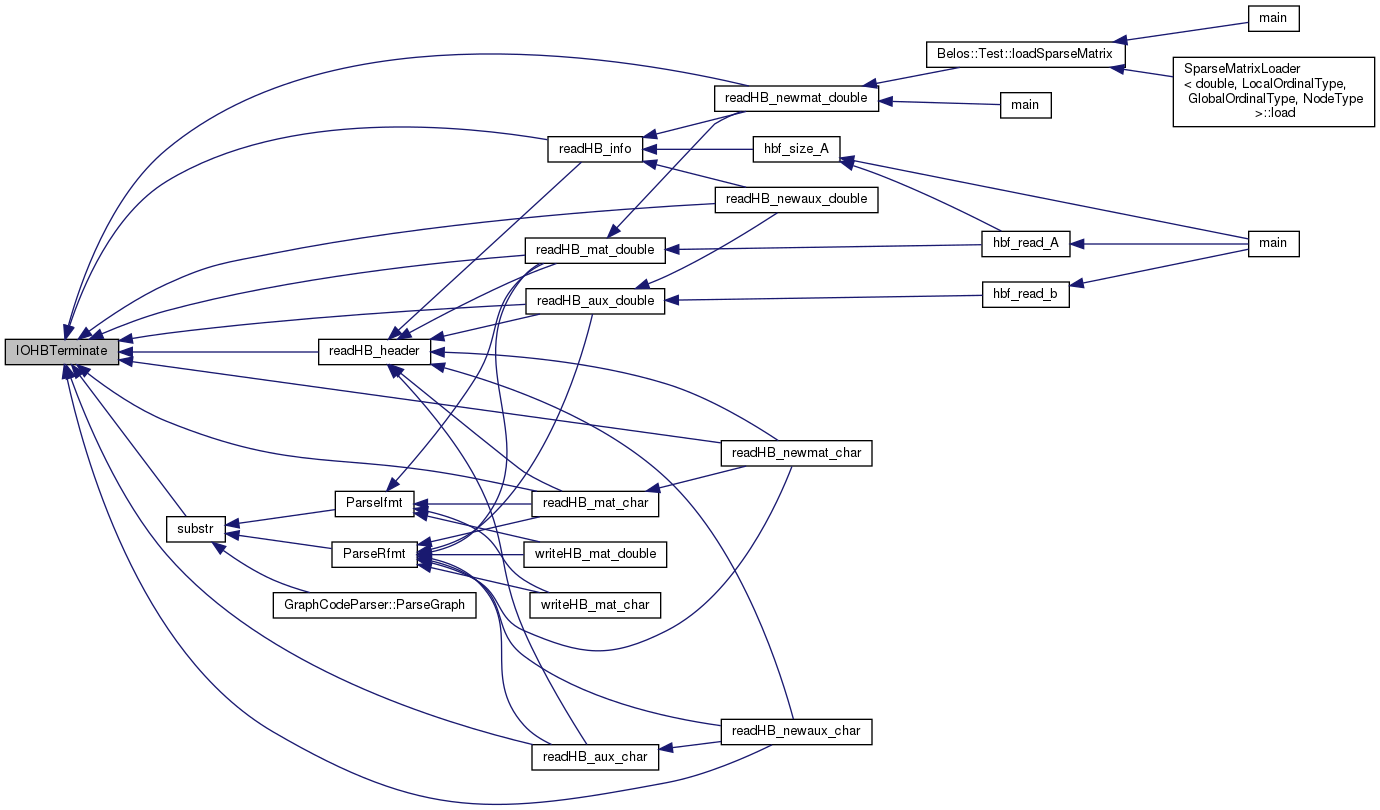 main
Belos::Test::loadSparseMatrix
SparseMatrixLoader
< double, LocalOrdinalType,
GlobalOrdinalType, NodeType
>::load
readHB_newmat_double
main
readHB_info
hbf_size_A
readHB_newaux_double
readHB_mat_double
hbf_read_A
main
readHB_aux_double
hbf_read_b
IOHBTerminate
readHB_header
readHB_newmat_char
ParseIfmt
readHB_mat_char
substr
ParseRfmt
writeHB_mat_double
GraphCodeParser::ParseGraph
writeHB_mat_char
readHB_newaux_char
readHB_aux_char